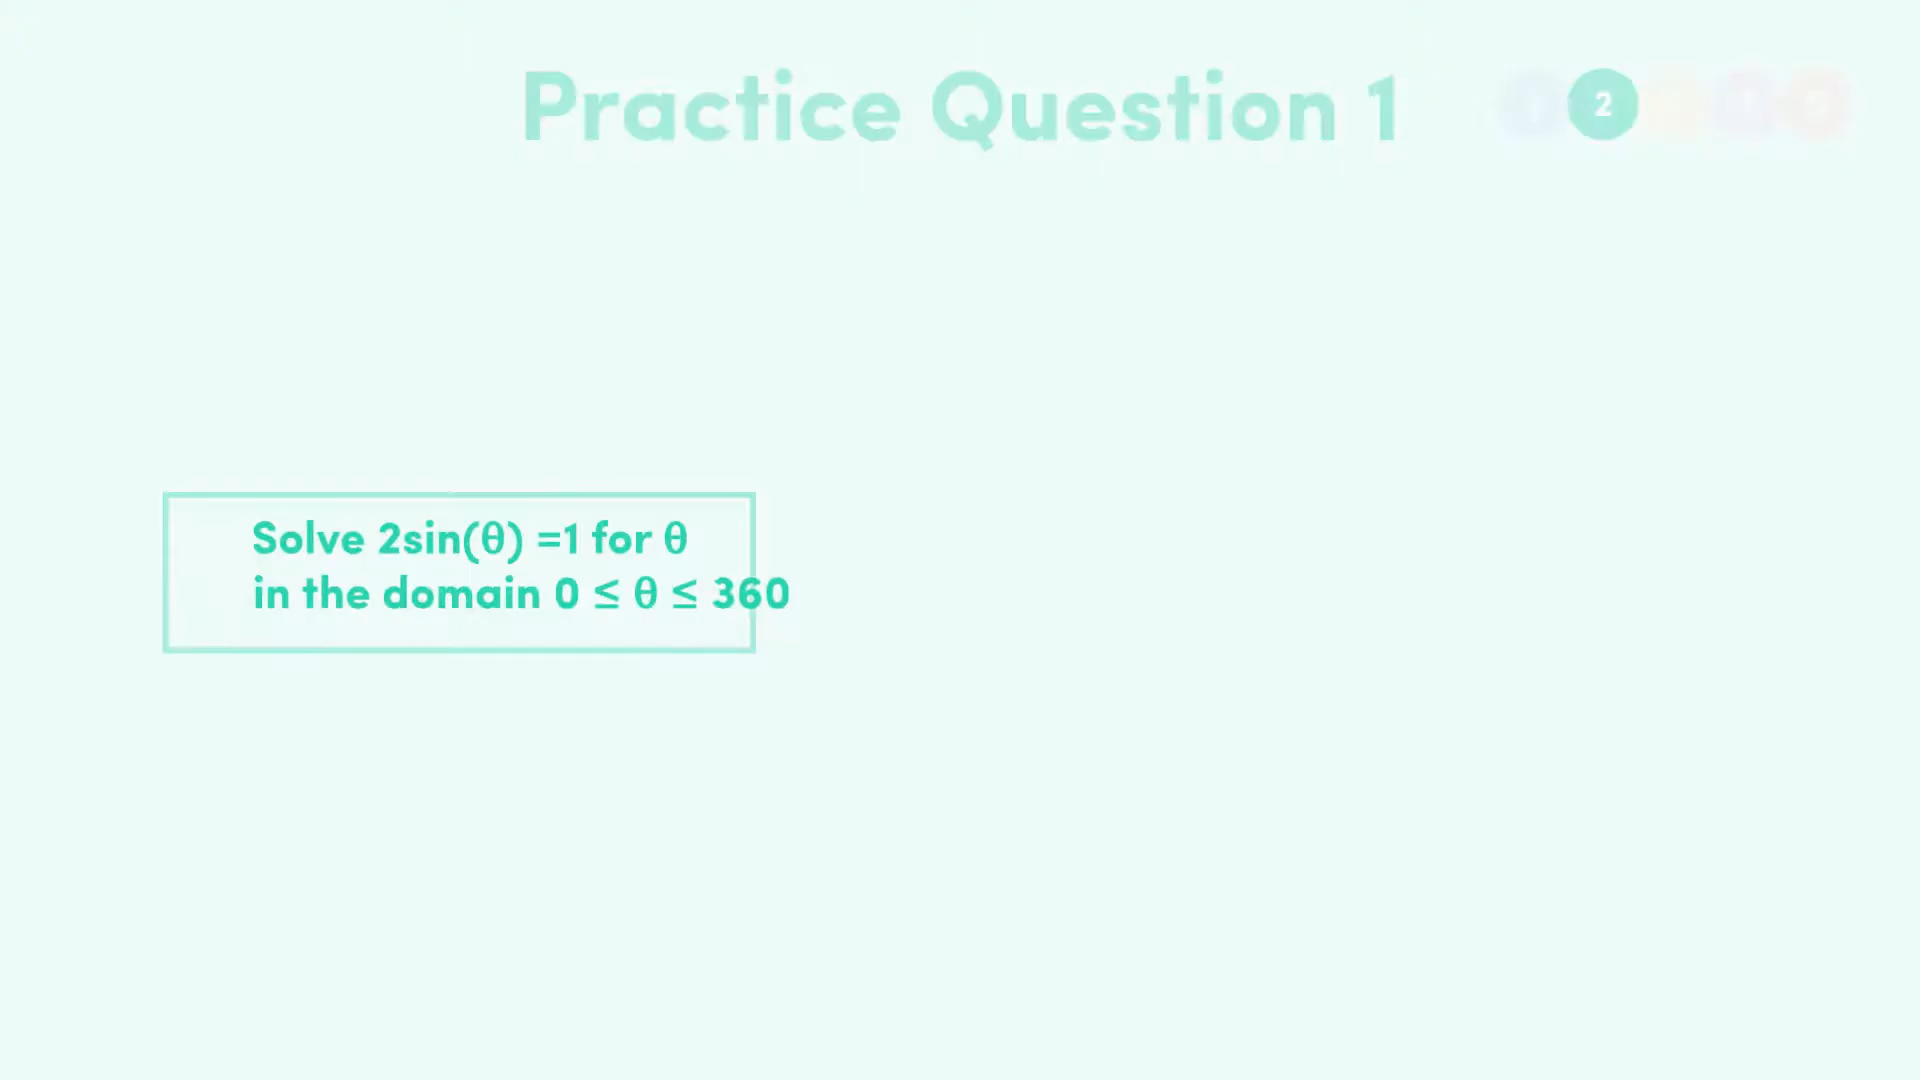 Practice Question 1
2
Solve 2sin(θ) =1 for θ
in the domain 0 ≤ θ ≤ 360